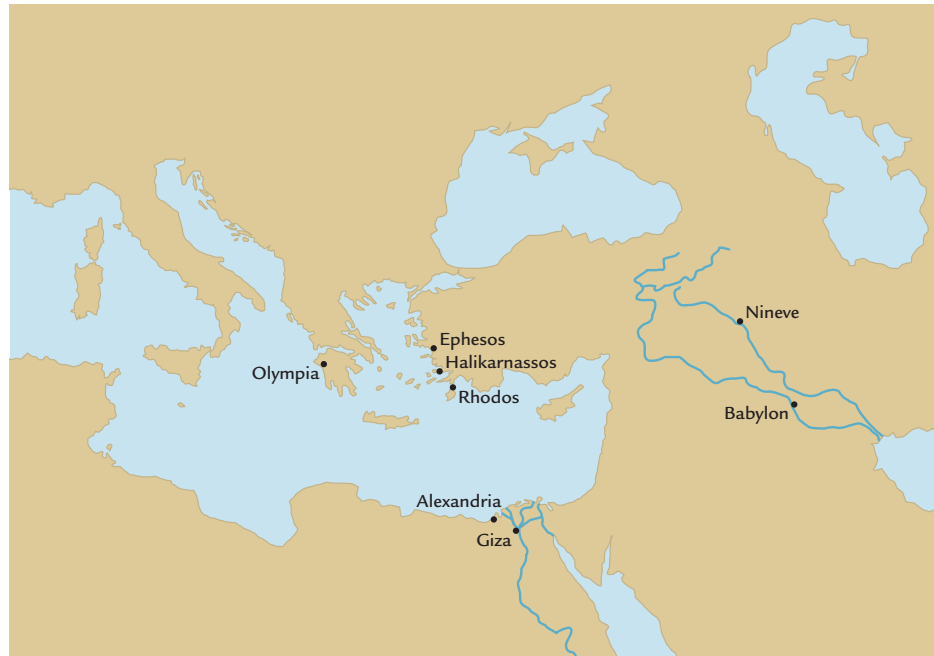 Nineve
Ephesos
Halikarnassos
Olympia
Rhodos
Babylon
Alexandria
Giza